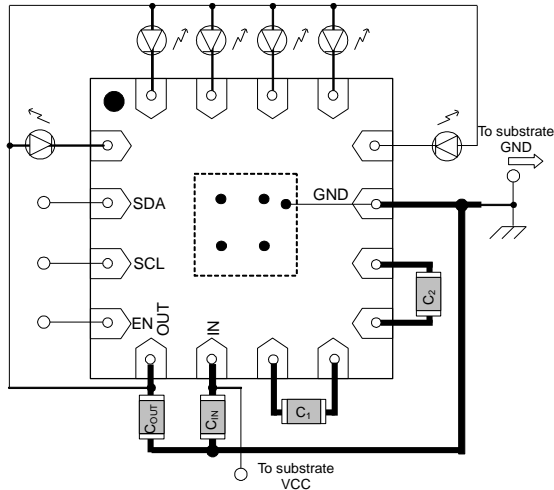 To substrate
GND
GND
SDA
SCL
EN
OUT
IN
C2
COUT
CIN
C1
To substrate
VCC